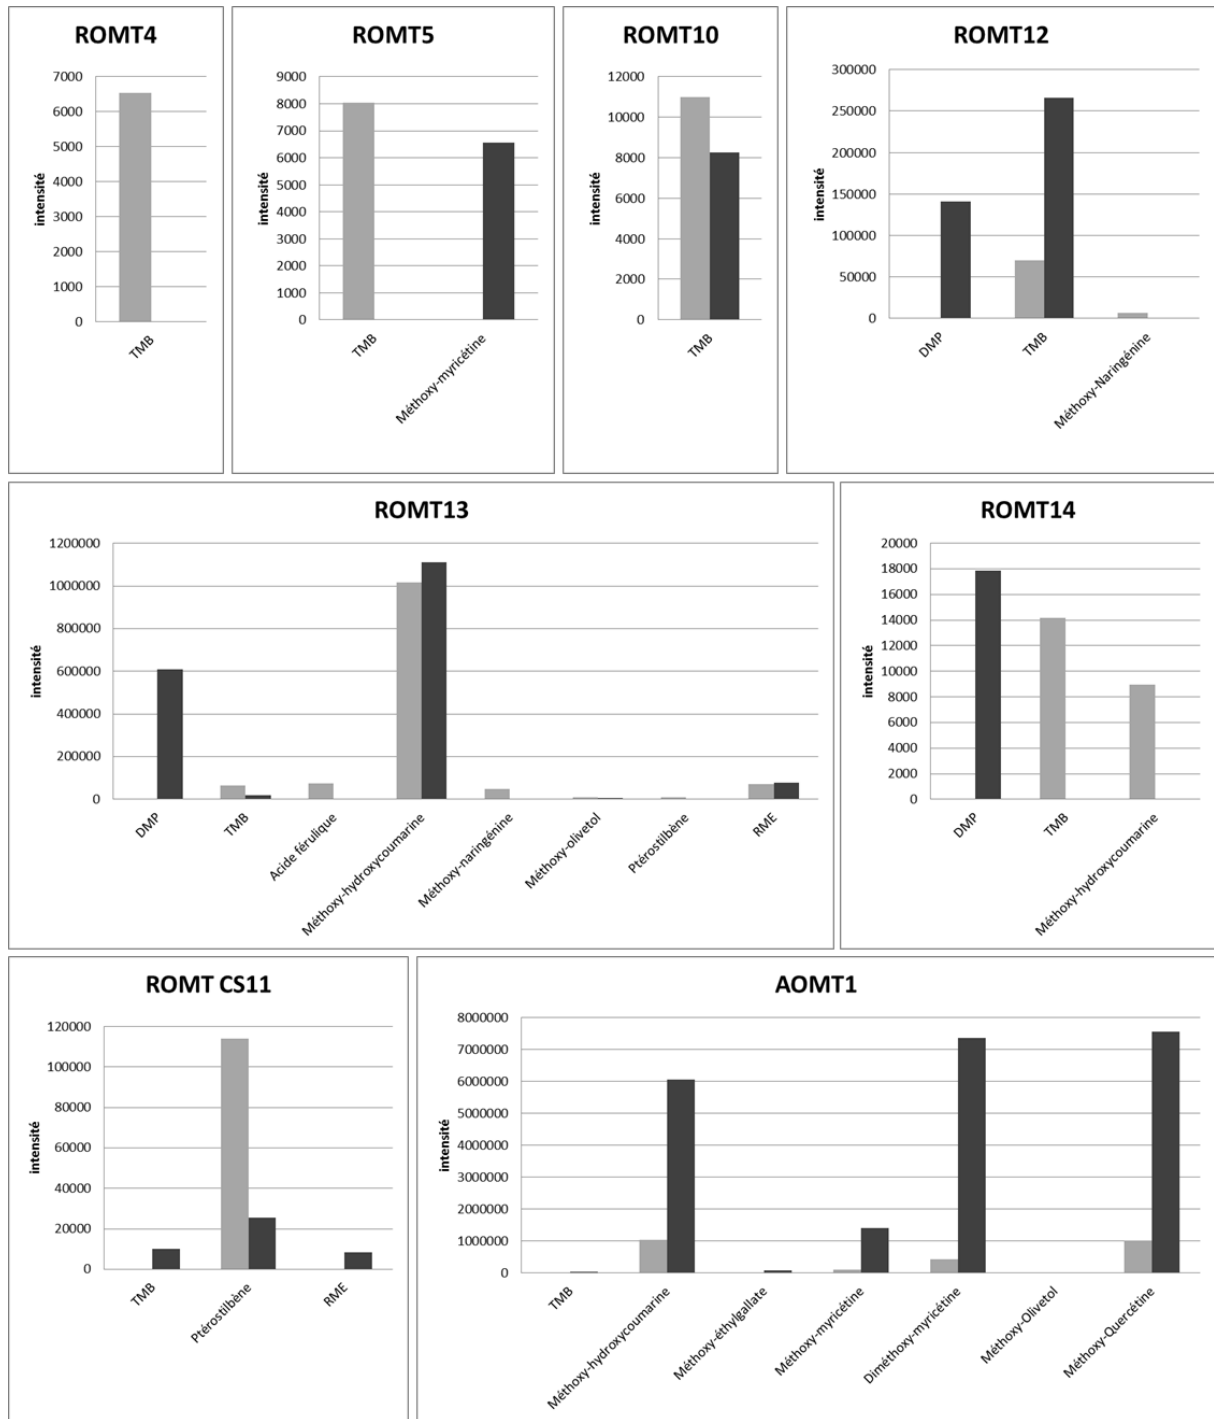 ROMT4
7000
6000
5000
4000
3000
2000
1000
0
intensité
TMB
ROMT5
9000
8000
7000
6000
5000
4000
3000
2000
1000
0
intensité
TMB
Méthoxy-myricétine
ROMT10
12000
10000
8000
6000
4000
2000
0
intensité
TMB
ROMT12
300000
250000
200000
150000
100000
50000
0
intensité
DMP
TMB
Méthoxy-Naringénine
ROMT13
1200000
1000000
800000
600000
400000
200000
0
intensité
DMP
TMB
Acide férulique
Méthoxy-hydroxycoumarine
Méthoxy-naringénine
Méthoxy-olivetol
Ptérostilbène
RME
ROMT14
20000
18000
16000
14000
12000
10000
8000
6000
4000
2000
0
intensité
DMP
TMB
Méthoxy-hydroxycoumarine
ROMT CS11
120000
100000
80000
60000
40000
20000
0
intensité
TMB
Ptérostilbène
RME
AOMT1
8000000
7000000
6000000
5000000
4000000
3000000
2000000
1000000
0
intensité
TMB
Méthoxy-hydroxycoumarine
Méthoxy-éthylgallate
Méthoxy-myricétine
Diméthoxy-myricétine
Méthoxy-Olivetol
Méthoxy-Quercétine